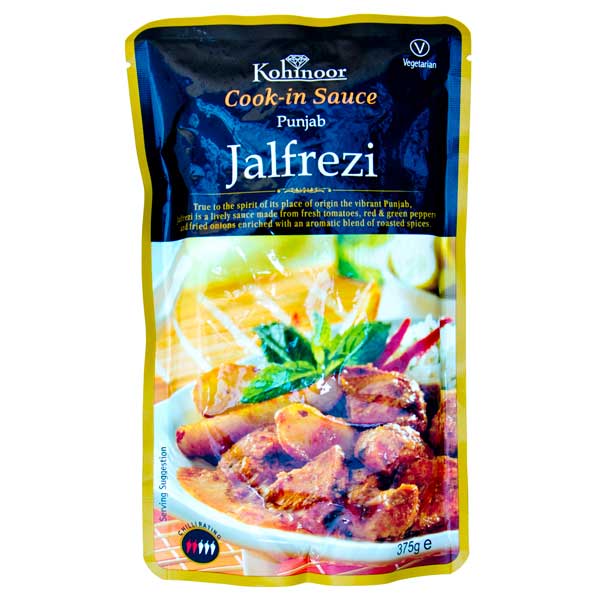 Kohinoor
V
Vegetarian
Cook-in Sauce
Punjab
Jalfrezi
True to the spirit of its place of origin the vibrant Punjab,
Jalfrezi is a lively sauce made from fresh tomatoes, red & green peppers
and fried onions enriched with an aromatic blend of roasted spices.
Serving Suggestion
CHILLI RATING
375g e